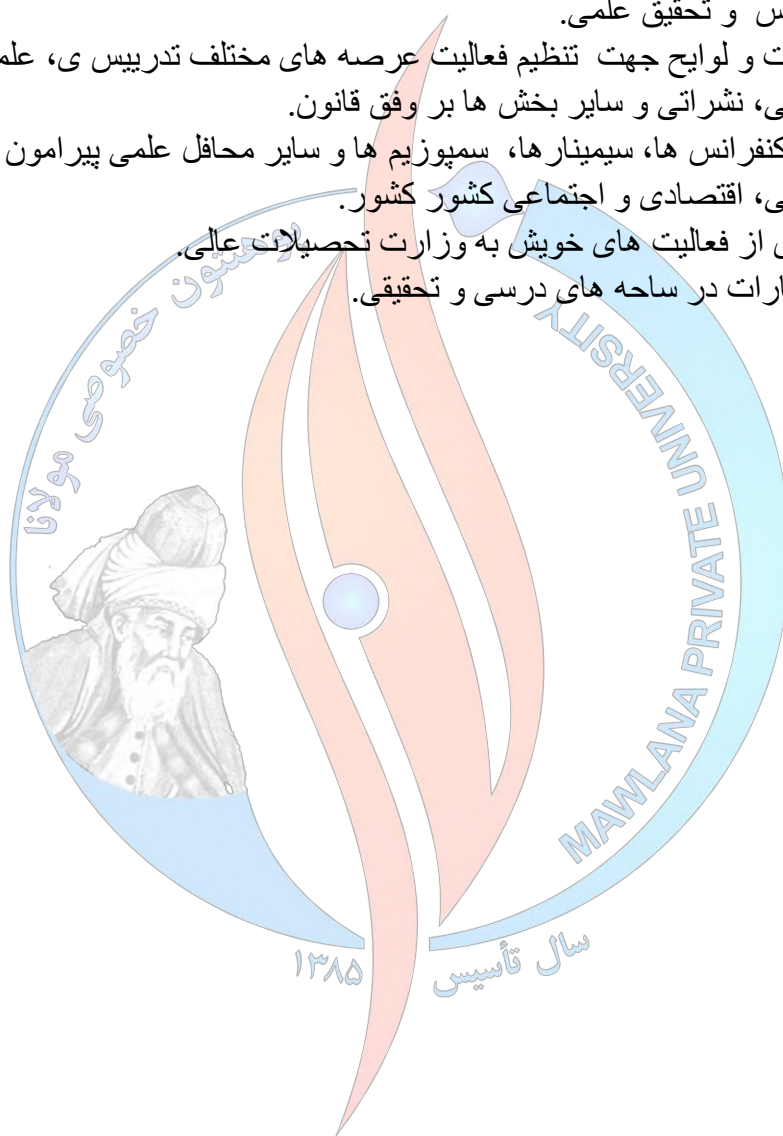 س و تحقیق علمی.
ت و لوایح جهت تنظیم فعالیت عرصه های مختلف تدرییس ی، علم
ی، نشراتی و سایر بخش ها بر وفق قانون.
کنفرانس ها، سیمینارها، سمپوزیم ها و سایر محافل علمی پیرامون
ی، اقتصادی و اجتماعی کشور کشور.
ی از فعالیت های خویش به وزارت تحصیلات عالی.
ارات در ساحه های درسی و تحقیقی.
پوهنتون خصوصی مولانا
MAWLANA PRIVATE UNIVERSITY
سال تأسیس
۱۳۸۵